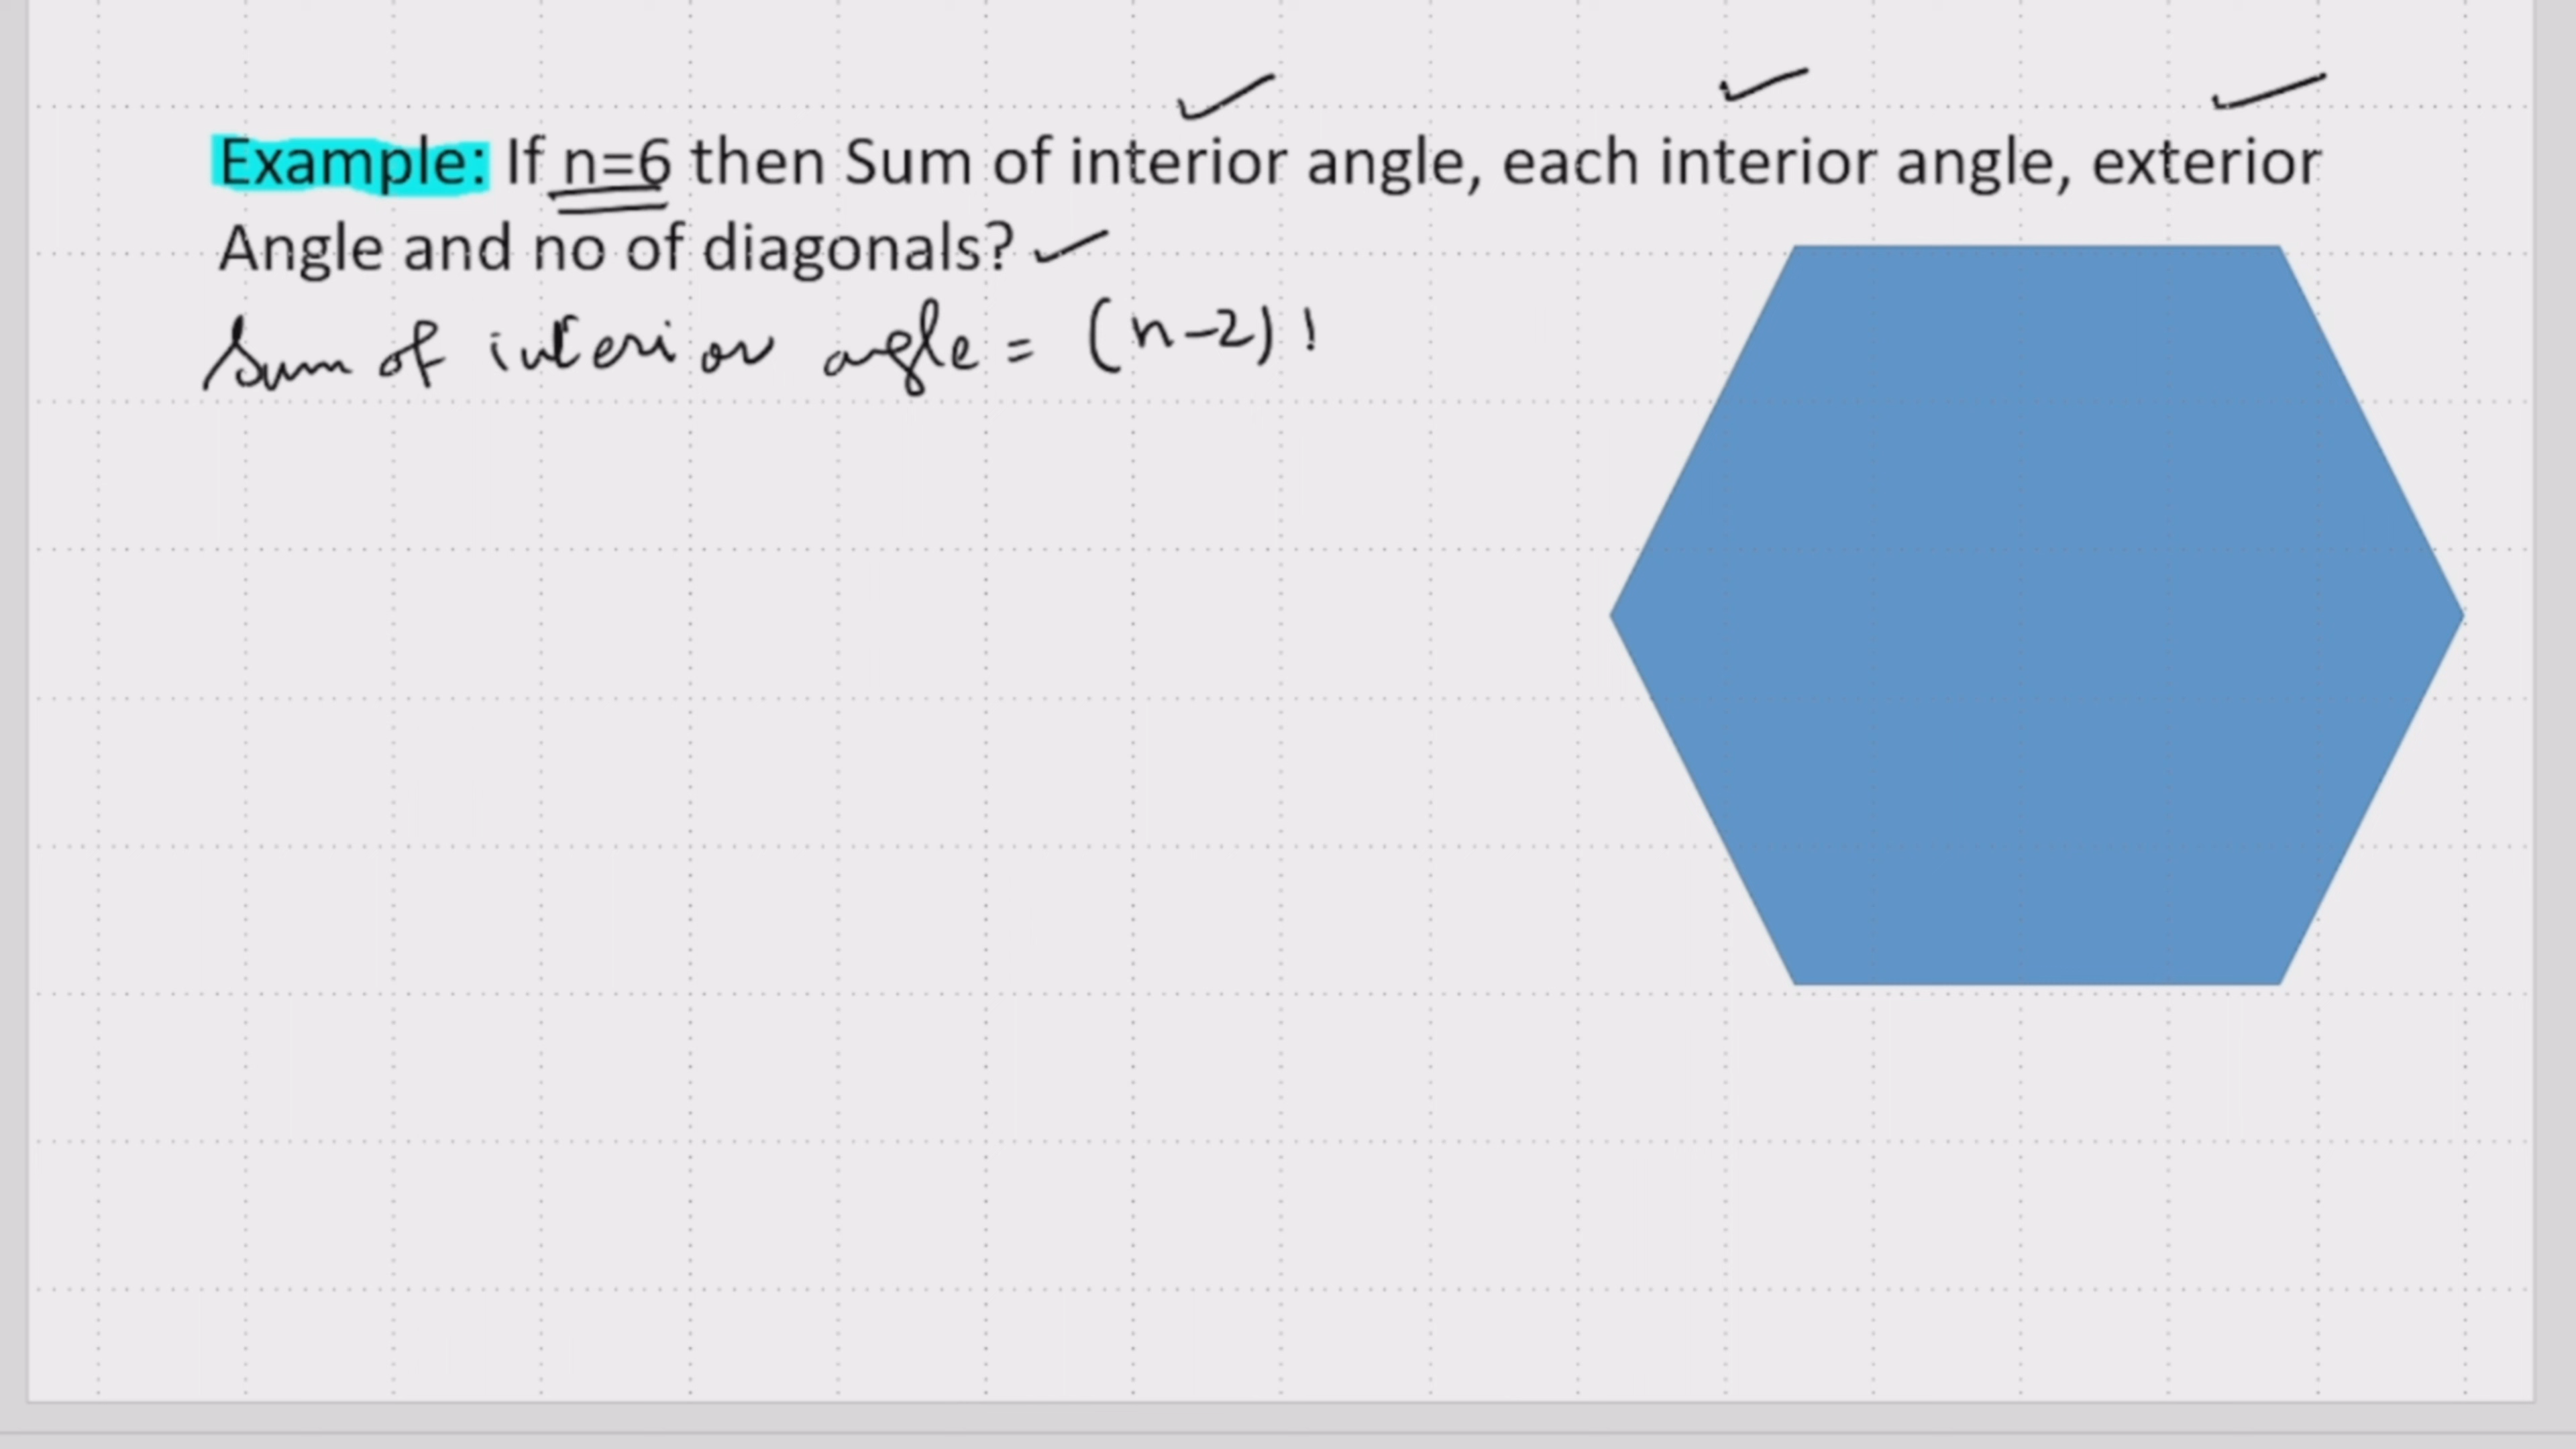 Example: If n=6 then Sum of interior angle, each interior angle, exterior
Angle and no of diagonals?
Sum of interior angle = (n-2) !